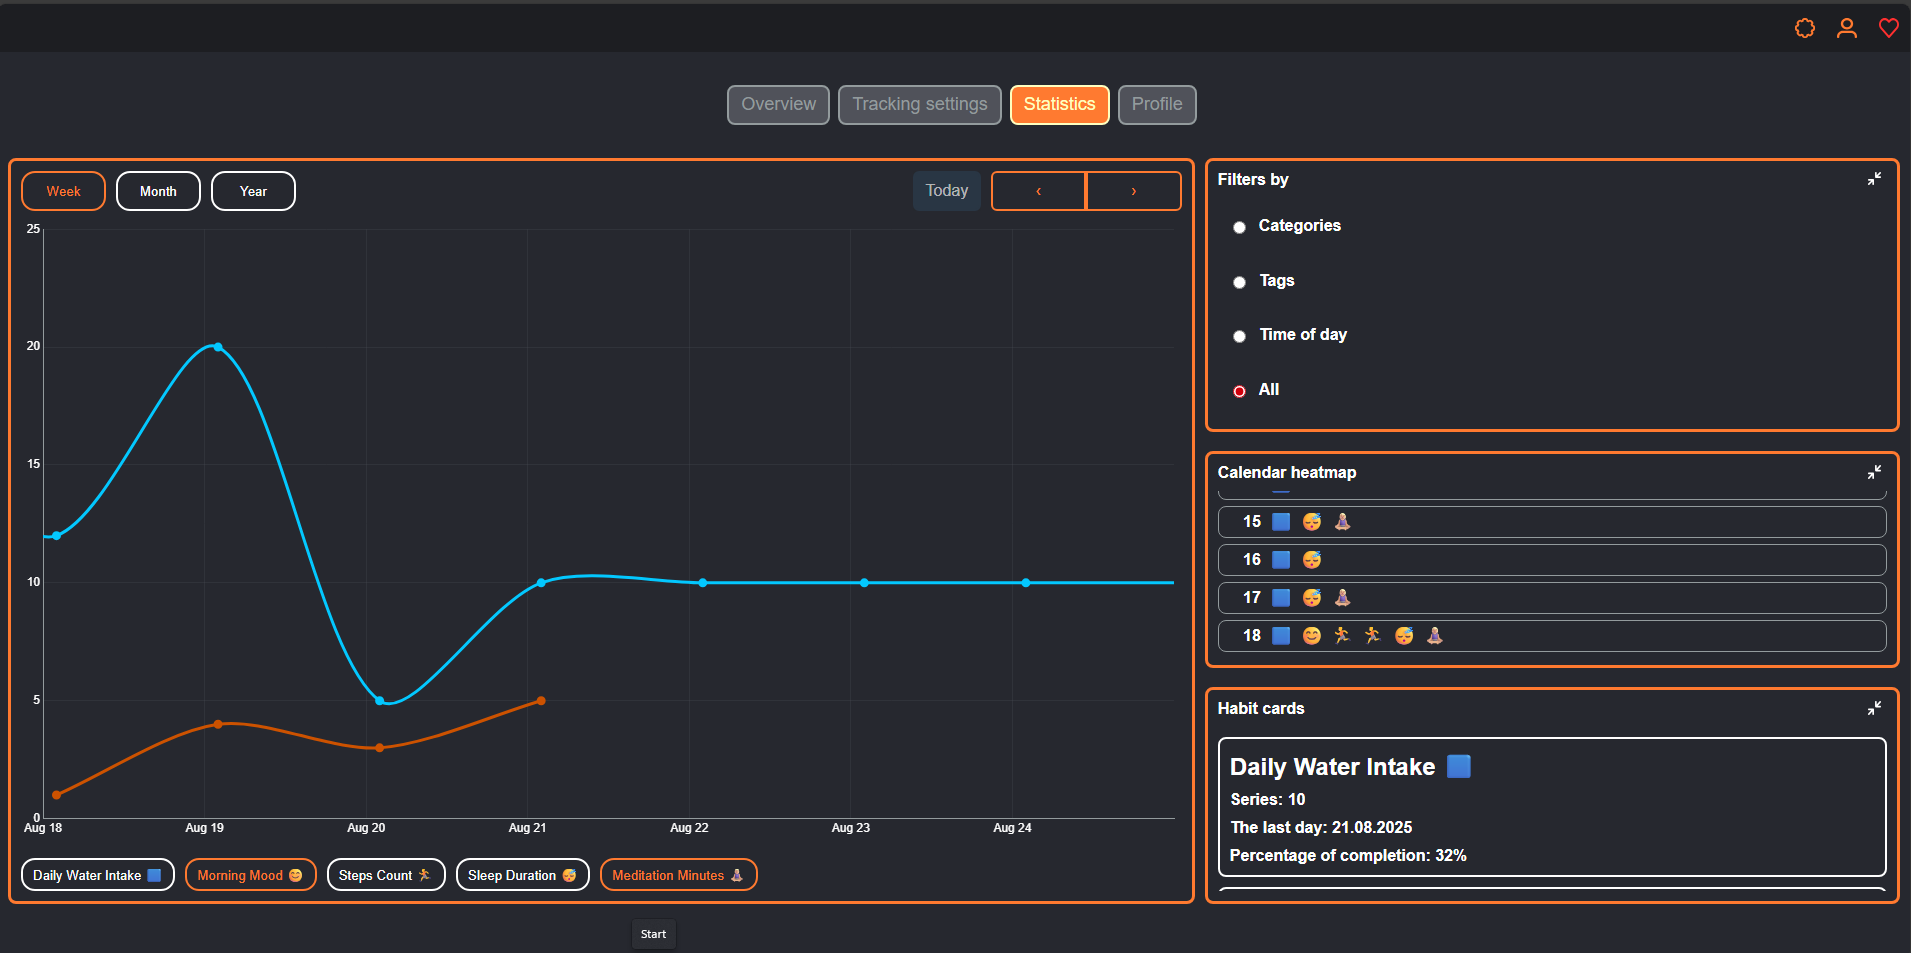 Overview Tracking settings Statistics Profile
Week Month Year Today ‹ ›
25
20
15
10
5
0
Aug 18 Aug 19 Aug 20 Aug 21 Aug 22 Aug 23 Aug 24
Daily Water Intake 🟦 Morning Mood 😊 Steps Count 🏃 Sleep Duration 😴 Meditation Minutes 🧘🏼‍♀️
Start
Filters by
Categories
Tags
Time of day
All
Calendar heatmap
15 🟦 😴 🧘🏼‍♀️
16 🟦 😴
17 🟦 😴 🧘🏼‍♀️
18 🟦 😊 🏃 🏃 😴 🧘🏼‍♀️
Habit cards
Daily Water Intake 🟦
Series: 10
The last day: 21.08.2025
Percentage of completion: 32%